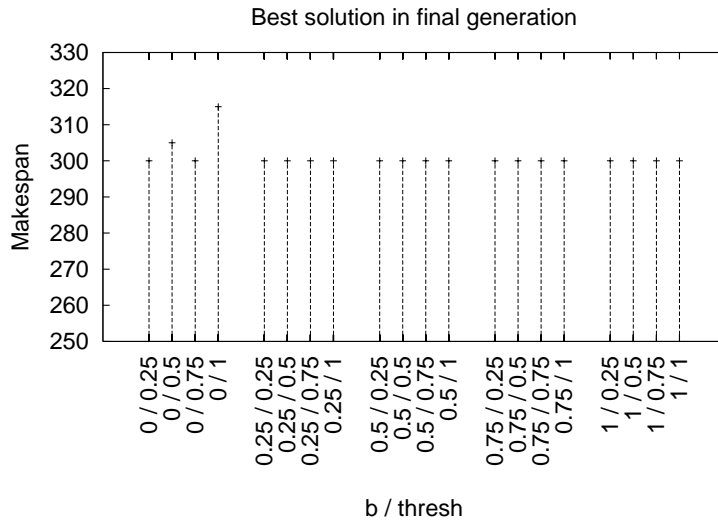 Best solution in final generation
330
320
310
300
290
280
270
260
250
Makespan
0 / 0.25
0 / 0.5
0 / 0.75
0 / 1
0.25 / 0.25
0.25 / 0.5
0.25 / 0.75
0.25 / 1
0.5 / 0.25
0.5 / 0.5
0.5 / 0.75
0.5 / 1
0.75 / 0.25
0.75 / 0.5
0.75 / 0.75
0.75 / 1
1 / 0.25
1 / 0.5
1 / 0.75
1 / 1
b / thresh